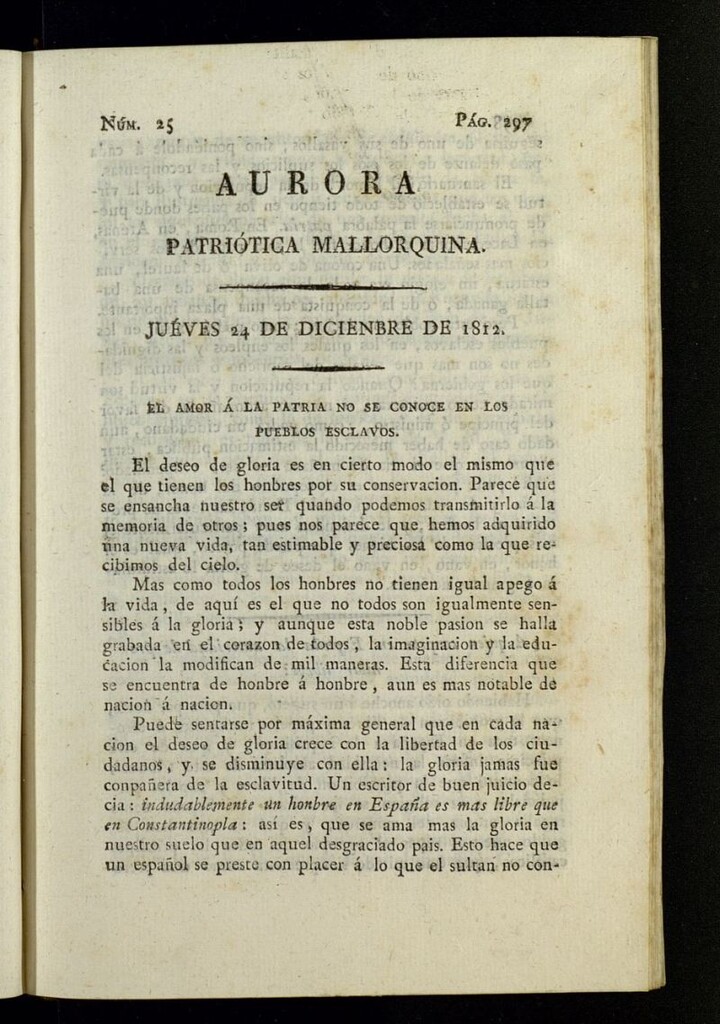 NÚM. 25 PÁG. 297
AURORA
PATRIÓTICA MALLORQUINA.
JUÉVES 24 DE DICIENBRE DE 1812.
EL AMOR Á LA PATRIA NO SE CONOCE EN LOS
PUEBLOS ESCLAVOS.
El deseo de gloria es en cierto modo el mismo que
el que tienen los honbres por su conservacion. Parece que
se ensancha nuestro ser quando podemos transmitirlo á la
memoria de otros; pues nos parece que hemos adquirido
una nueva vida, tan estimable y preciosa como la que re-
cibimos del cielo.
Mas como todos los honbres no tienen igual apego á
la vida, de aquí es el que no todos son igualmente sen-
sibles á la gloria; y aunque esta noble pasion se halla
grabada en el corazon de todos, la imaginacion y la edu-
cacion la modifican de mil maneras. Esta diferencia que
se encuentra de honbre á honbre, aun es mas notable de
nacion á nacion.
Puede sentarse por máxima general que en cada na-
cion el deseo de gloria crece con la libertad de los ciu-
dadanos, y se disminuye con ella: la gloria jamas fue
conpañera de la esclavitud. Un escritor de buen juicio de-
cia: indudablemente un honbre en España es mas libre que
en Constantinopla: así es, que se ama mas la gloria en
nuestro suelo que en aquel desgraciado pais. Esto hace que
un español se preste con placer á lo que el sultan no con-